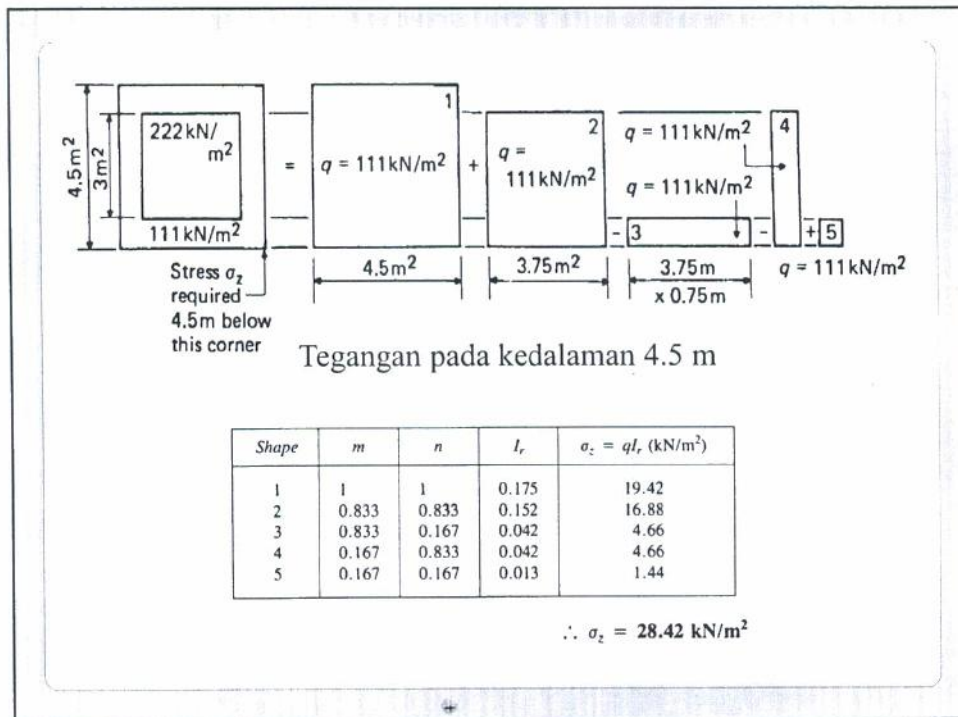 4.5m²
3m²
222kN/
m²
111kN/m²
=
1
q = 111kN/m²
+
2
q =
111kN/m²
q = 111kN/m²
4
q = 111kN/m²
-
3
-
+
5
4.5m²
3.75m²
3.75m
x 0.75m
q = 111kN/m²
Stress σz
required
4.5m below
this corner
Tegangan pada kedalaman 4.5 m
Shape m n Ir σz = qIr (kN/m²)
1 1 1 0.175 19.42
2 0.833 0.833 0.152 16.88
3 0.833 0.167 0.042 4.66
4 0.167 0.833 0.042 4.66
5 0.167 0.167 0.013 1.44
∴ σz = 28.42 kN/m²